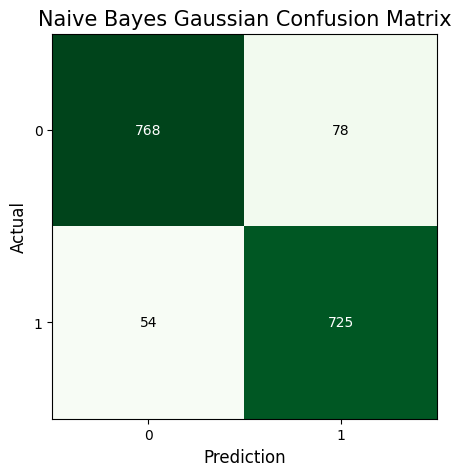 Naive Bayes Gaussian Confusion Matrix
0
768
78
Actual
1
54
725
0
1
Prediction